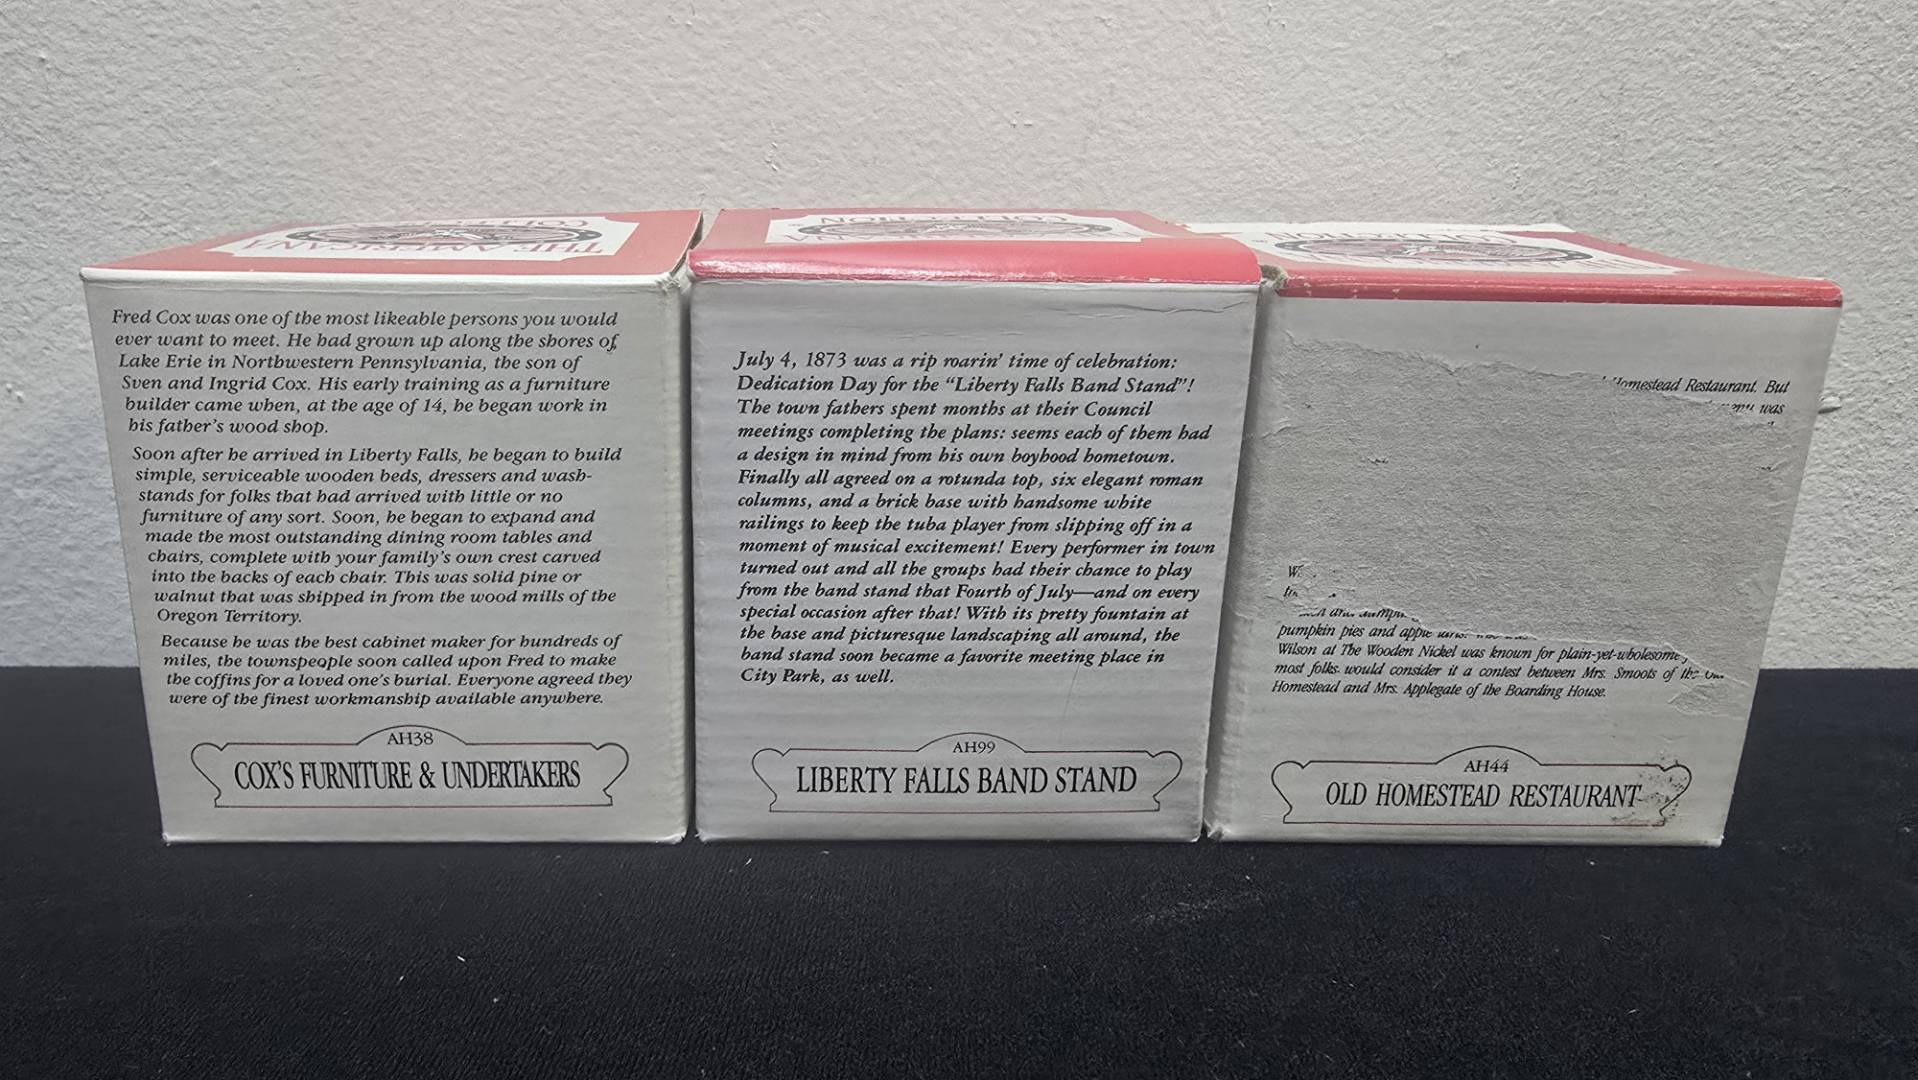 THE AMERICANA
COLLECTION
Fred Cox was one of the most likeable persons you would
ever want to meet. He had grown up along the shores of
Lake Erie in Northwestern Pennsylvania, the son of
Sven and Ingrid Cox. His early training as a furniture
builder came when, at the age of 14, he began work in
his father's wood shop.
Soon after he arrived in Liberty Falls, he began to build
simple, serviceable wooden beds, dressers and wash-
stands for folks that had arrived with little or no
furniture of any sort. Soon, he began to expand and
made the most outstanding dining room tables and
chairs, complete with your family's own crest carved
into the backs of each chair. This was solid pine or
walnut that was shipped in from the wood mills of the
Oregon Territory.
Because he was the best cabinet maker for hundreds of
miles, the townspeople soon called upon Fred to make
the coffins for a loved one's burial. Everyone agreed they
were of the finest workmanship available anywhere.
AH38
COX'S FURNITURE & UNDERTAKERS
COLLECTION
July 4, 1873 was a rip roarin' time of celebration:
Dedication Day for the "Liberty Falls Band Stand"!
The town fathers spent months at their Council
meetings completing the plans: seems each of them had
a design in mind from his own boyhood hometown.
Finally all agreed on a rotunda top, six elegant roman
columns, and a brick base with handsome white
railings to keep the tuba player from slipping off in a
moment of musical excitement! Every performer in town
turned out and all the groups had their chance to play
from the band stand that Fourth of July—and on every
special occasion after that! With its pretty fountain at
the base and picturesque landscaping all around, the
band stand soon became a favorite meeting place in
City Park, as well.
AH99
LIBERTY FALLS BAND STAND
COLLECTION
Homestead Restaurant. But
was
and
pumpkin pies and apple
Wilson at The Wooden Nickel was known for plain-yet-wholesome
most folks would consider it a contest between Mrs. Smoots of the
Homestead and Mrs. Applegate of the Boarding House.
AH44
OLD HOMESTEAD RESTAURANT